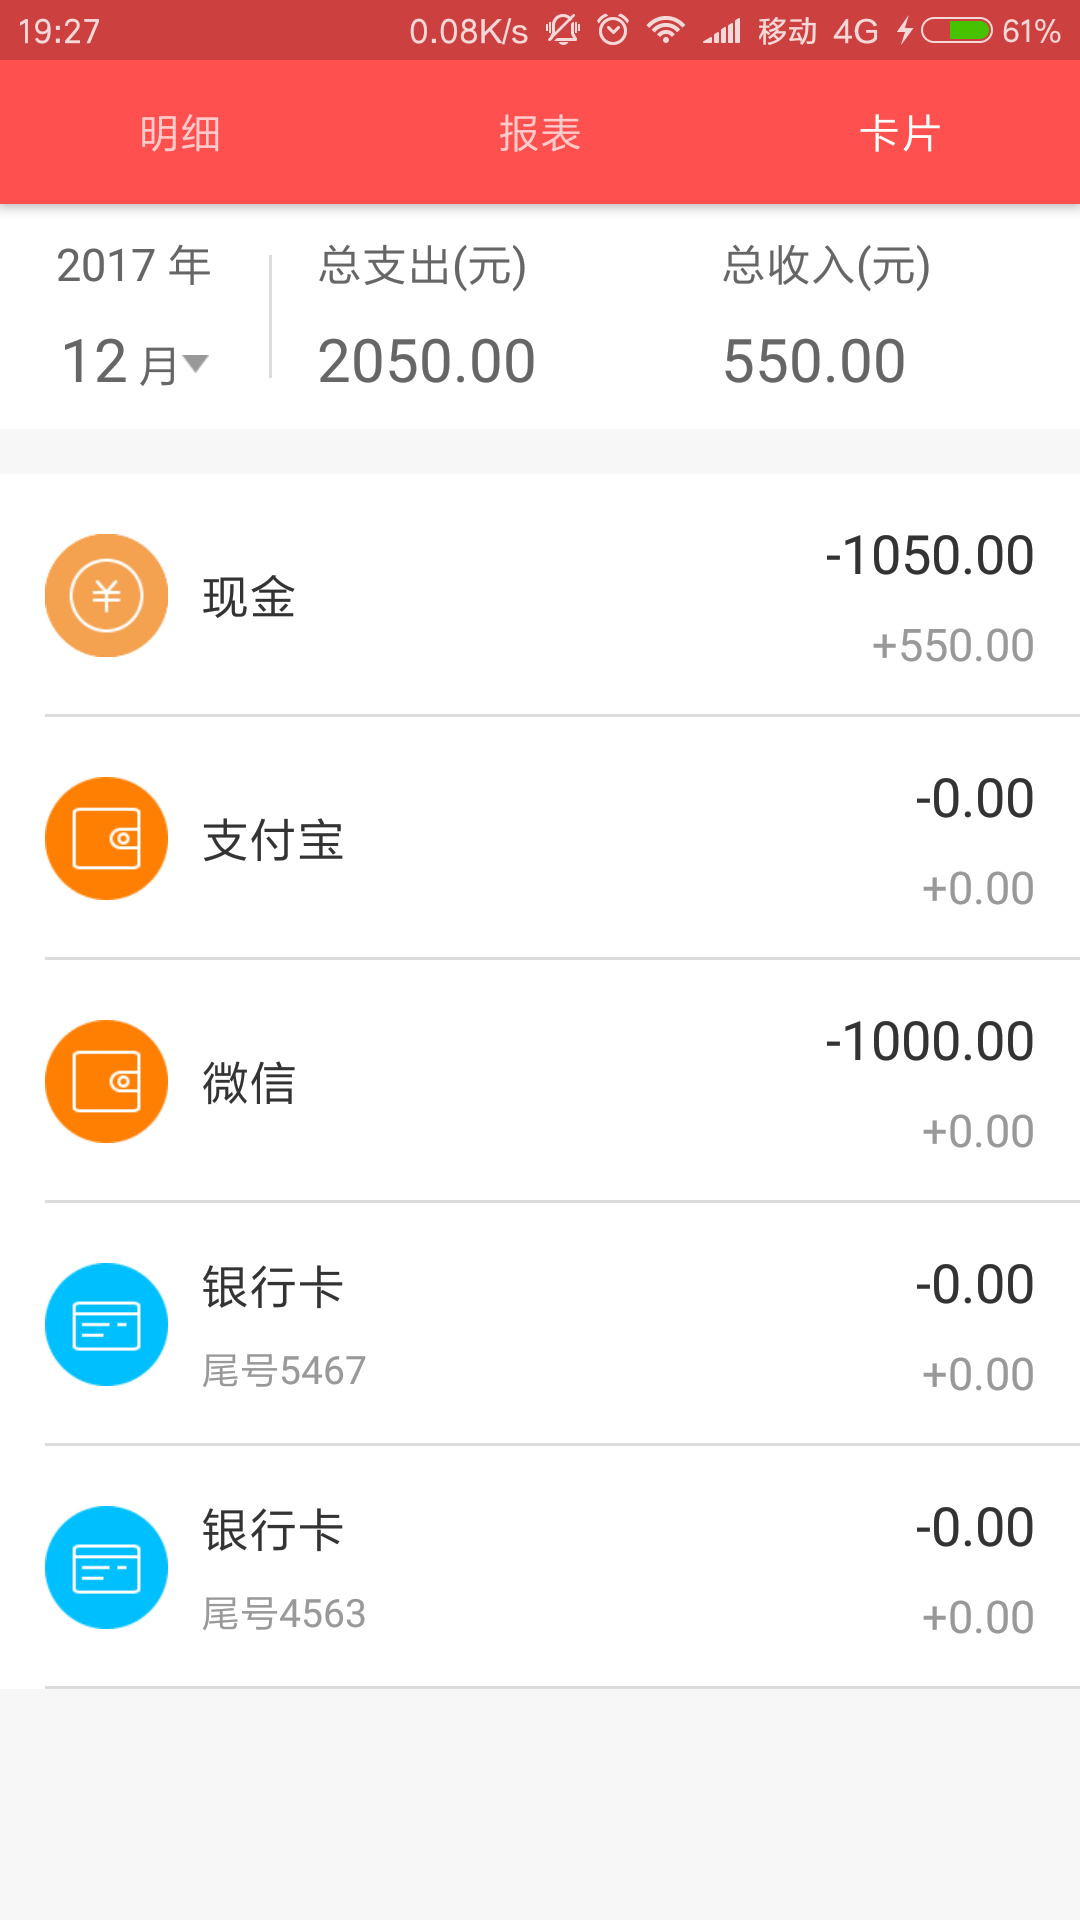 19:27 0.08K/s 移动 4G 61%
明细 报表 卡片
2017 年 总支出(元) 总收入(元)
12 月 2050.00 550.00
¥ 现金 -1050.00
+550.00
支付宝 -0.00
+0.00
微信 -1000.00
+0.00
银行卡 -0.00
尾号5467 +0.00
银行卡 -0.00
尾号4563 +0.00